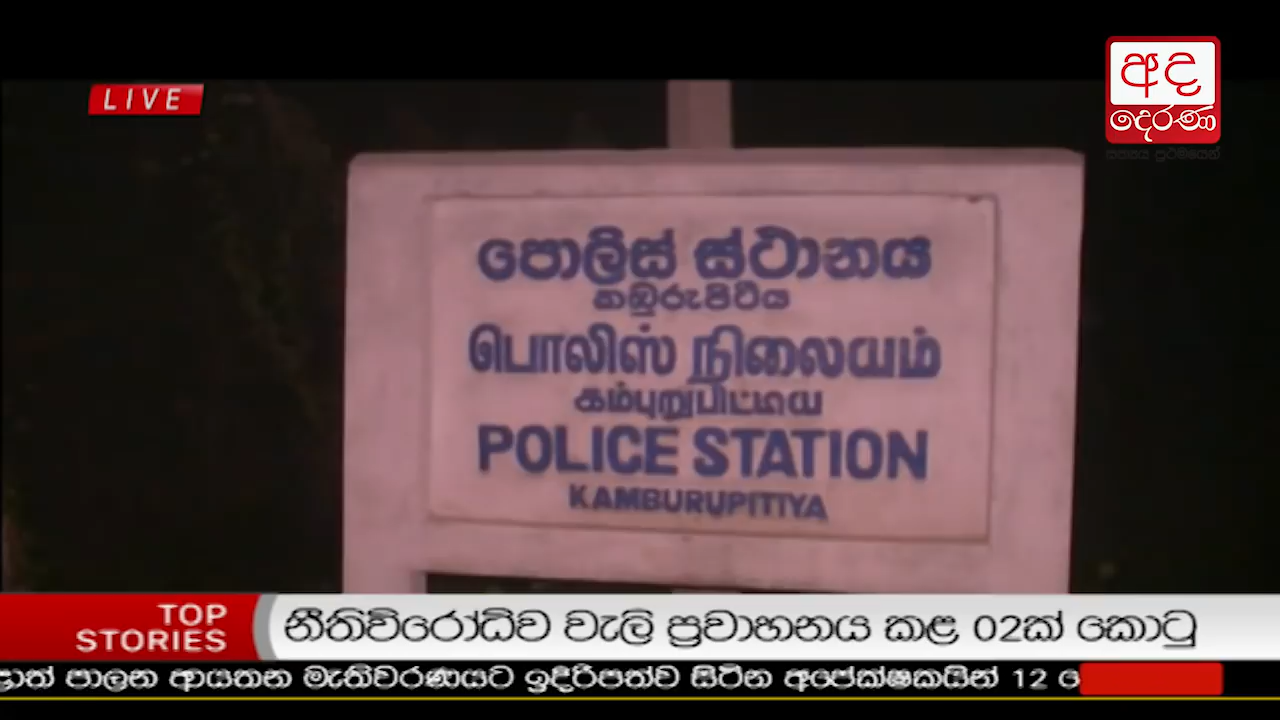 LIVE
අද
දෙරණ
පොලිස් ස්ථානය
කඹුරුපිටිය
பொலிஸ் நிலையம்
கம்புறுபிட்டிய
POLICE STATION
KAMBURUPITIYA
TOP
STORIES
නීතිවිරෝධීව වැලි ප්‍රවාහනය කළ 02ක් කොටු
පාලන ආයතන මැතිවරණයට ඉදිරිපත්ව සිටින අපේක්ෂකයින් 12